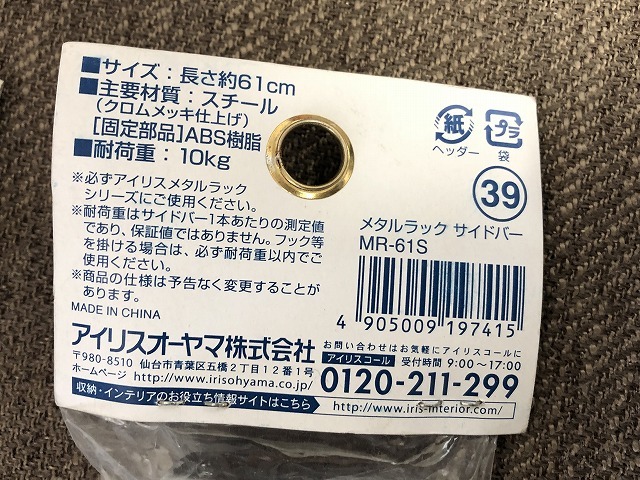 ■サイズ：長さ約61cm
■主要材質：スチール
(クロムメッキ仕上げ)
[固定部品]ABS樹脂
■耐荷重：10kg
※必ずアイリスメタルラック
シリーズにご使用ください。
※耐荷重はサイドバー1本あたりの測定値
であり、保証値ではありません。フック等
を掛ける場合は、必ず耐荷重以内でご
使用ください。
※商品の仕様は予告なく変更することが
あります。
MADE IN CHINA
紙
ヘッダー
プラ
袋
39
メタルラック サイドバー
MR-61S
4 905009 197415
アイリスオーヤマ株式会社
〒980-8510 仙台市青葉区五橋2丁目12番1号
ホームページ http://www.irisohyama.co.jp/
お問い合わせはお気軽にアイリスコールに
アイリスコール 受付時間 9:00〜17:00
0120-211-299
収納・インテリアのお役立ち情報サイトはこちら
http://www.iris-interior.com/